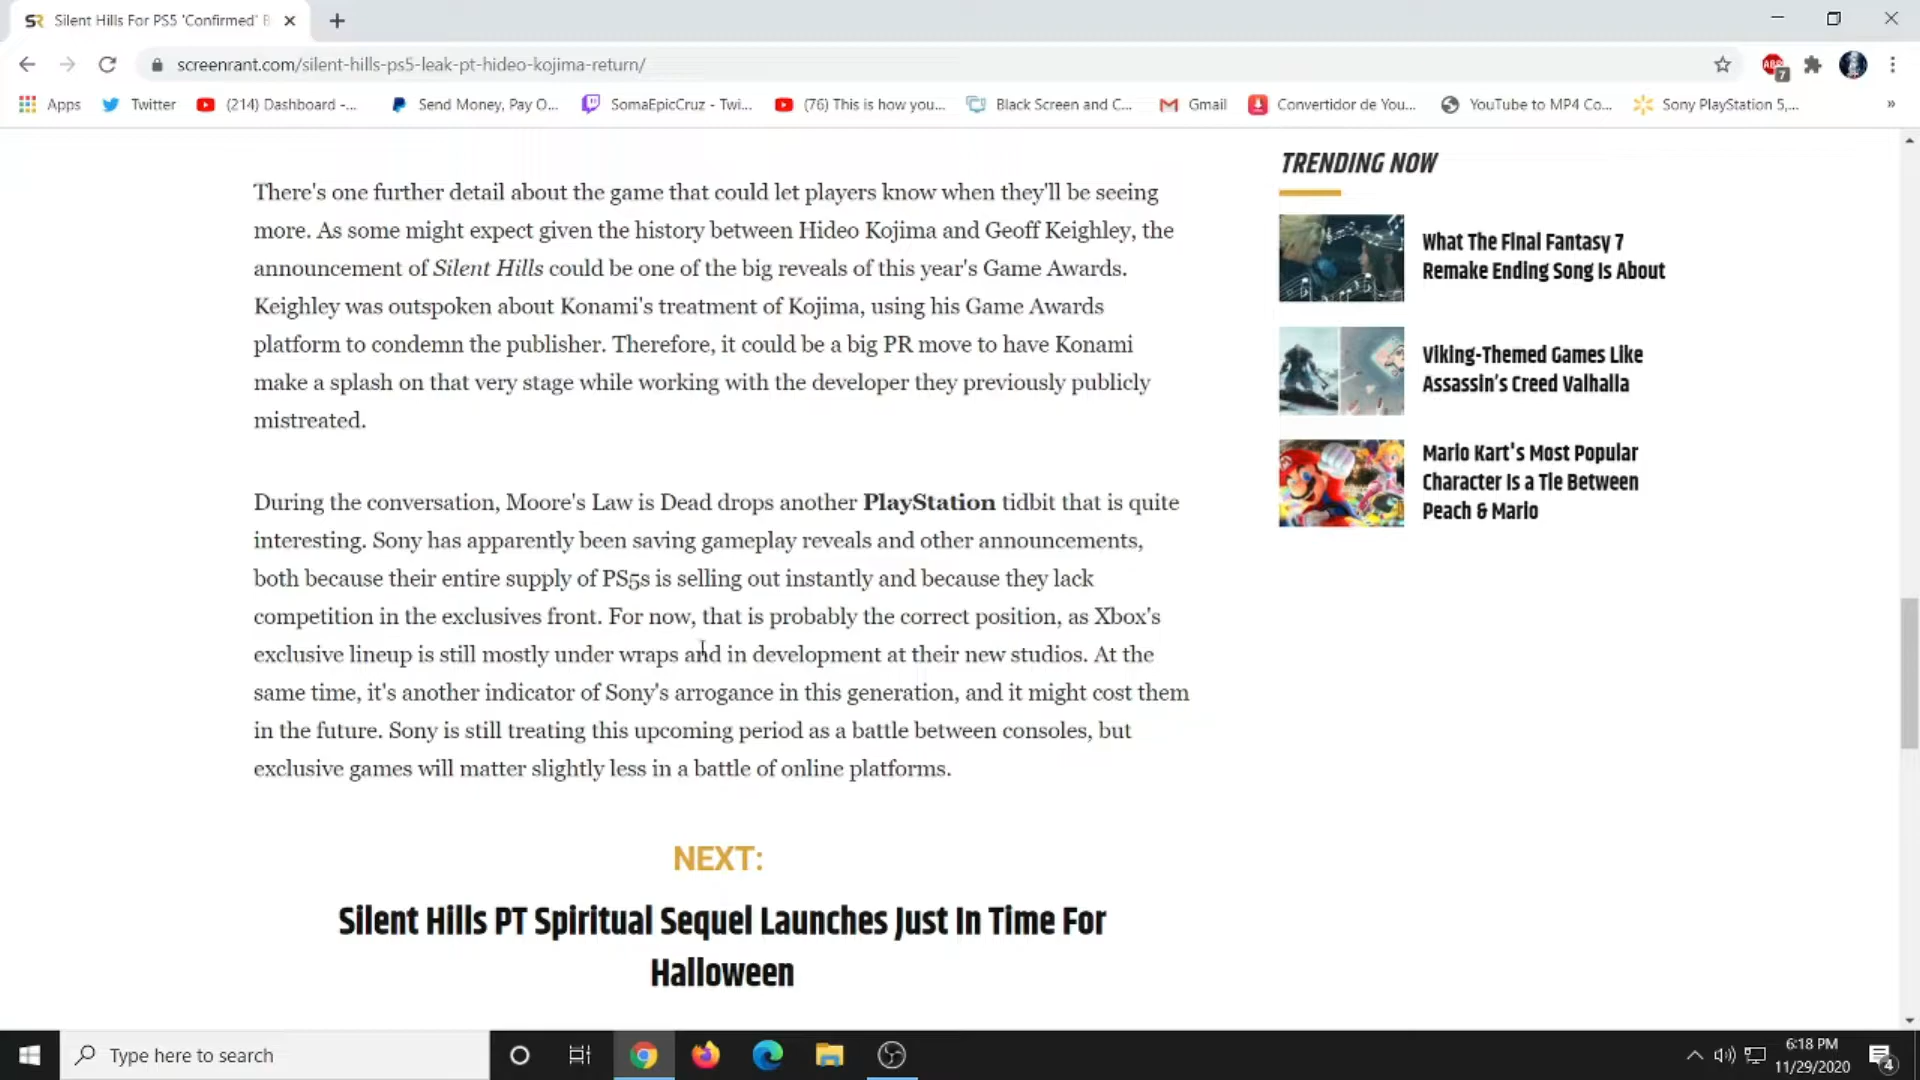 SR Silent Hills For PS5 'Confirmed' B
screenrant.com/silent-hills-ps5-leak-pt-hideo-kojima-return/
ABP
7
Apps Twitter (214) Dashboard -... Send Money, Pay O... SomaEpicCruz - Twi... (76) This is how you... Black Screen and C... Gmail Convertidor de You... YouTube to MP4 Co... Sony PlayStation 5,... »
There's one further detail about the game that could let players know when they'll be seeing
more. As some might expect given the history between Hideo Kojima and Geoff Keighley, the
announcement of Silent Hills could be one of the big reveals of this year's Game Awards.
Keighley was outspoken about Konami's treatment of Kojima, using his Game Awards
platform to condemn the publisher. Therefore, it could be a big PR move to have Konami
make a splash on that very stage while working with the developer they previously publicly
mistreated.
During the conversation, Moore's Law is Dead drops another PlayStation tidbit that is quite
interesting. Sony has apparently been saving gameplay reveals and other announcements,
both because their entire supply of PS5s is selling out instantly and because they lack
competition in the exclusives front. For now, that is probably the correct position, as Xbox's
exclusive lineup is still mostly under wraps and in development at their new studios. At the
same time, it's another indicator of Sony's arrogance in this generation, and it might cost them
in the future. Sony is still treating this upcoming period as a battle between consoles, but
exclusive games will matter slightly less in a battle of online platforms.
NEXT:
Silent Hills PT Spiritual Sequel Launches Just In Time For
Halloween
TRENDING NOW
What The Final Fantasy 7
Remake Ending Song Is About
Viking-Themed Games Like
Assassin's Creed Valhalla
Mario Kart's Most Popular
Character Is a Tie Between
Peach & Mario
Type here to search
6:18 PM
11/29/2020
4